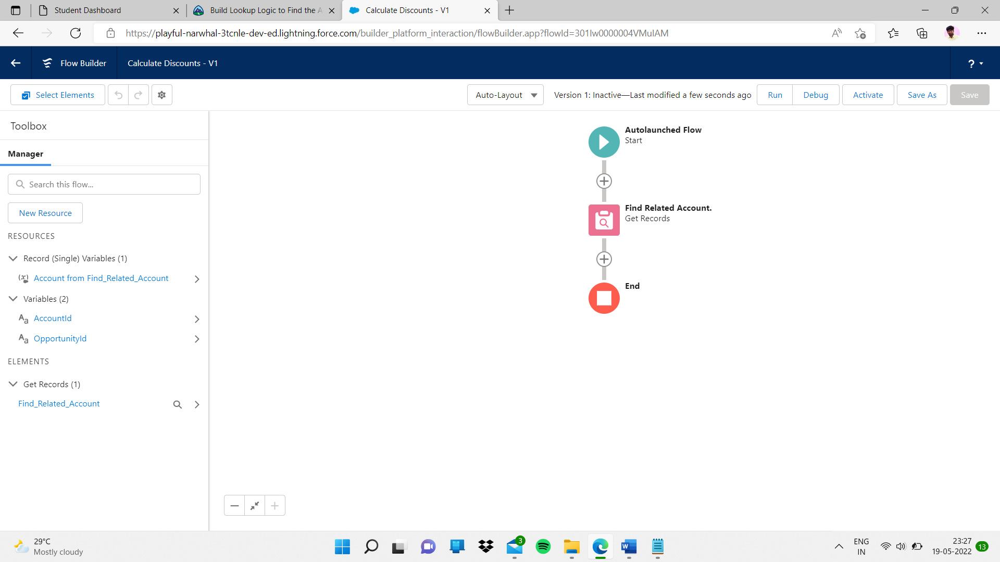 Student Dashboard
Build Lookup Logic to Find the A
Calculate Discounts - V1
https://playful-narwhal-3tcnle-dev-ed.lightning.force.com/builder_platform_interaction/flowBuilder.app?flowId=301Iw0000004VMuIAM
Flow Builder
Calculate Discounts - V1
?
Select Elements
Auto-Layout
Version 1: Inactive—Last modified a few seconds ago
Run
Debug
Activate
Save As
Save
Toolbox
Manager
Search this flow...
New Resource
RESOURCES
Record (Single) Variables (1)
Account from Find_Related_Account
Variables (2)
AccountId
OpportunityId
ELEMENTS
Get Records (1)
Find_Related_Account
Autolaunched Flow
Start
Find Related Account.
Get Records
End
29°C
Mostly cloudy
3
ENG
IN
23:27
19-05-2022
13